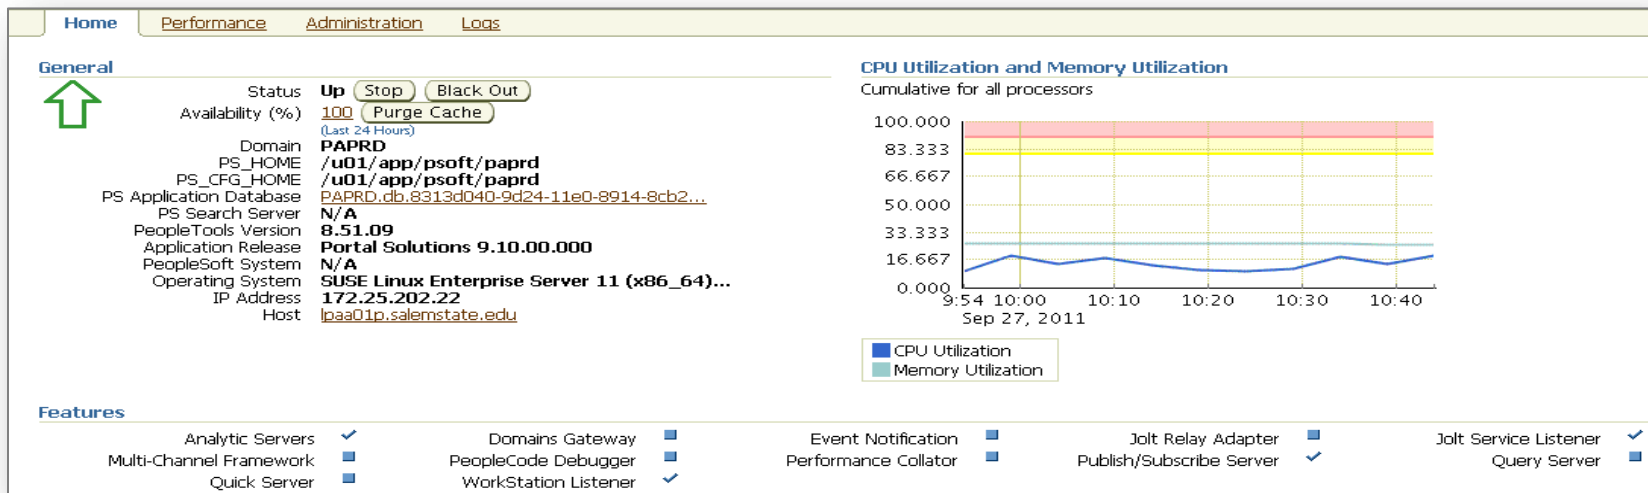 Home Performance Administration Logs
General
Status Up Stop Black Out
Availability (%) 100 Purge Cache
(Last 24 Hours)
Domain PAPRD
PS_HOME /u01/app/psoft/paprd
PS_CFG_HOME /u01/app/psoft/paprd
PS Application Database PAPRD.db.8313d040-9d24-11e0-8914-8cb2...
PS Search Server N/A
PeopleTools Version 8.51.09
Application Release Portal Solutions 9.10.00.000
PeopleSoft System N/A
Operating System SUSE Linux Enterprise Server 11 (x86_64)...
IP Address 172.25.202.22
Host lpaa01p.salemstate.edu
CPU Utilization and Memory Utilization
Cumulative for all processors
100.000
83.333
66.667
50.000
33.333
16.667
0.000
9:54 10:00 10:10 10:20 10:30 10:40
Sep 27, 2011
CPU Utilization
Memory Utilization
Features
Analytic Servers Domains Gateway Event Notification Jolt Relay Adapter Jolt Service Listener
Multi-Channel Framework PeopleCode Debugger Performance Collator Publish/Subscribe Server Query Server
Quick Server WorkStation Listener